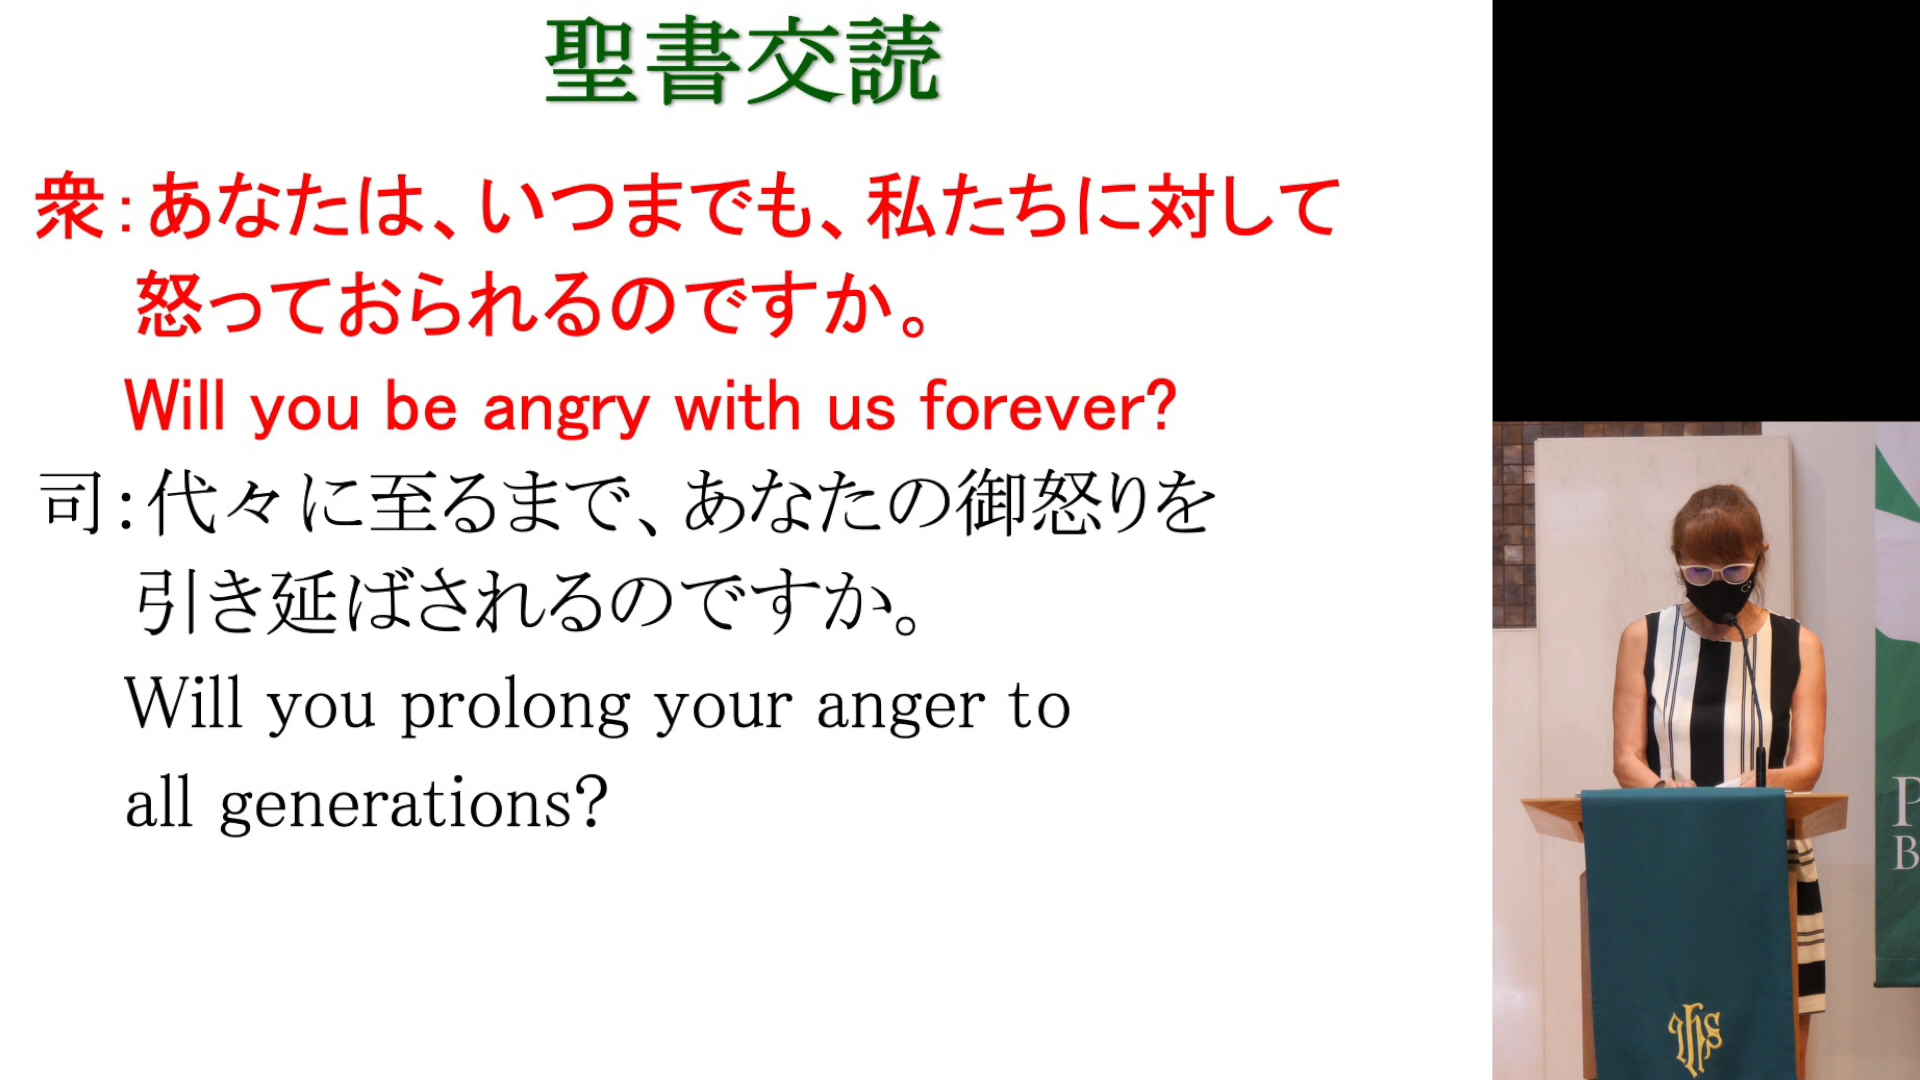 聖書交読
衆：あなたは、いつまでも、私たちに対して
怒っておられるのですか。
Will you be angry with us forever?
司：代々に至るまで、あなたの御怒りを
引き延ばされるのですか。
Will you prolong your anger to
all generations?
P
B
IHS